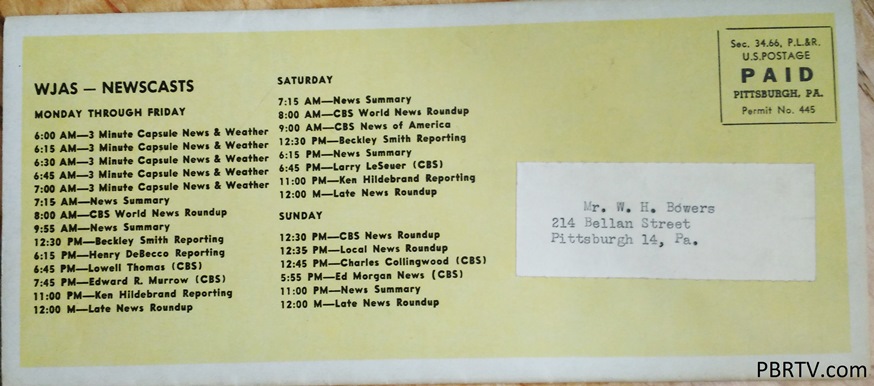 WJAS — NEWSCASTS
MONDAY THROUGH FRIDAY
6:00 AM—3 Minute Capsule News & Weather
6:15 AM—3 Minute Capsule News & Weather
6:30 AM—3 Minute Capsule News & Weather
6:45 AM—3 Minute Capsule News & Weather
7:00 AM—3 Minute Capsule News & Weather
7:15 AM—News Summary
8:00 AM—CBS World News Roundup
9:55 AM—News Summary
12:30 PM—Beckley Smith Reporting
6:15 PM—Henry DeBecco Reporting
6:45 PM—Lowell Thomas (CBS)
7:45 PM—Edward R. Murrow (CBS)
11:00 PM—Ken Hildebrand Reporting
12:00 M—Late News Roundup
SATURDAY
7:15 AM—News Summary
8:00 AM—CBS World News Roundup
9:00 AM—CBS News of America
12:30 PM—Beckley Smith Reporting
6:15 PM—News Summary
6:45 PM—Larry LeSeuer (CBS)
11:00 PM—Ken Hildebrand Reporting
12:00 M—Late News Roundup
SUNDAY
12:30 PM—CBS News Roundup
12:35 PM—Local News Roundup
12:45 PM—Charles Collingwood (CBS)
5:55 PM—Ed Morgan News (CBS)
11:00 PM—News Summary
12:00 M—Late News Roundup
Sec. 34.66, P.L.&R.
U.S.POSTAGE
PAID
PITTSBURGH, PA.
Permit No. 445
Mr. W. H. Bowers
214 Bellan Street
Pittsburgh 14, Pa.
PBRTV.com